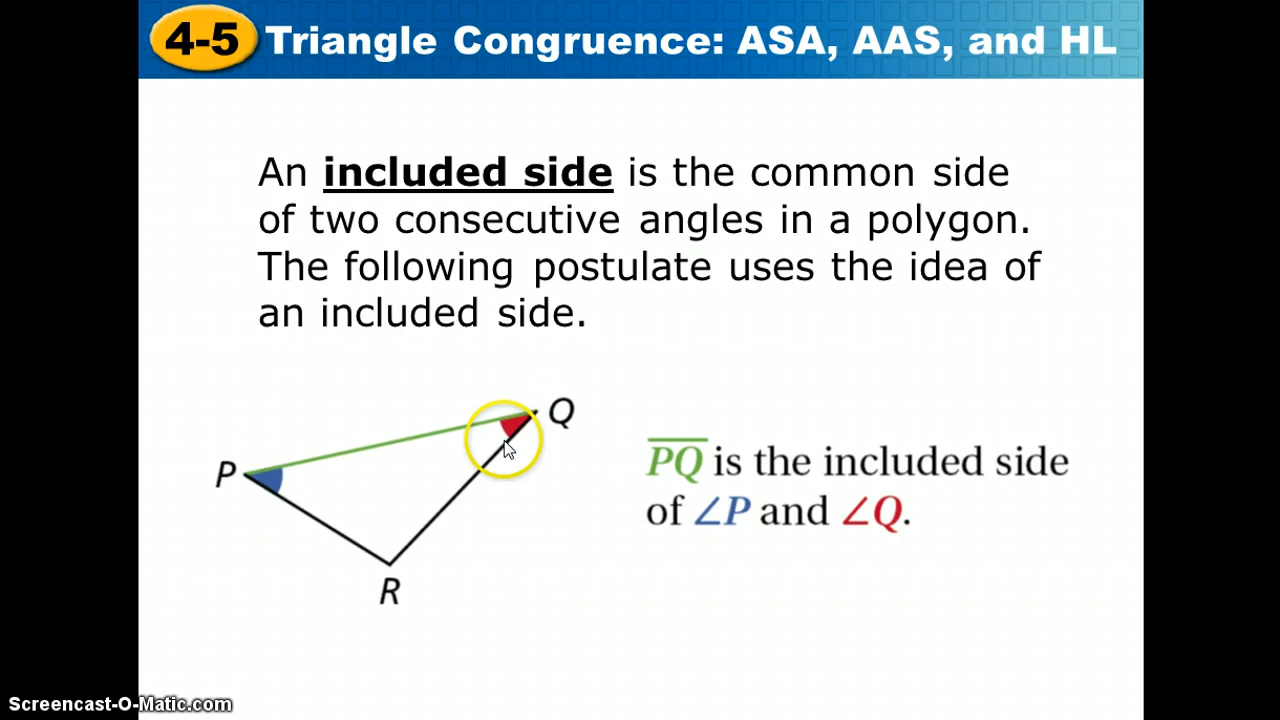 4-5 Triangle Congruence: ASA, AAS, and HL
An included side is the common side
of two consecutive angles in a polygon.
The following postulate uses the idea of
an included side.
Q
P
R
PQ is the included side
of ∠P and ∠Q.
Screencast-O-Matic.com